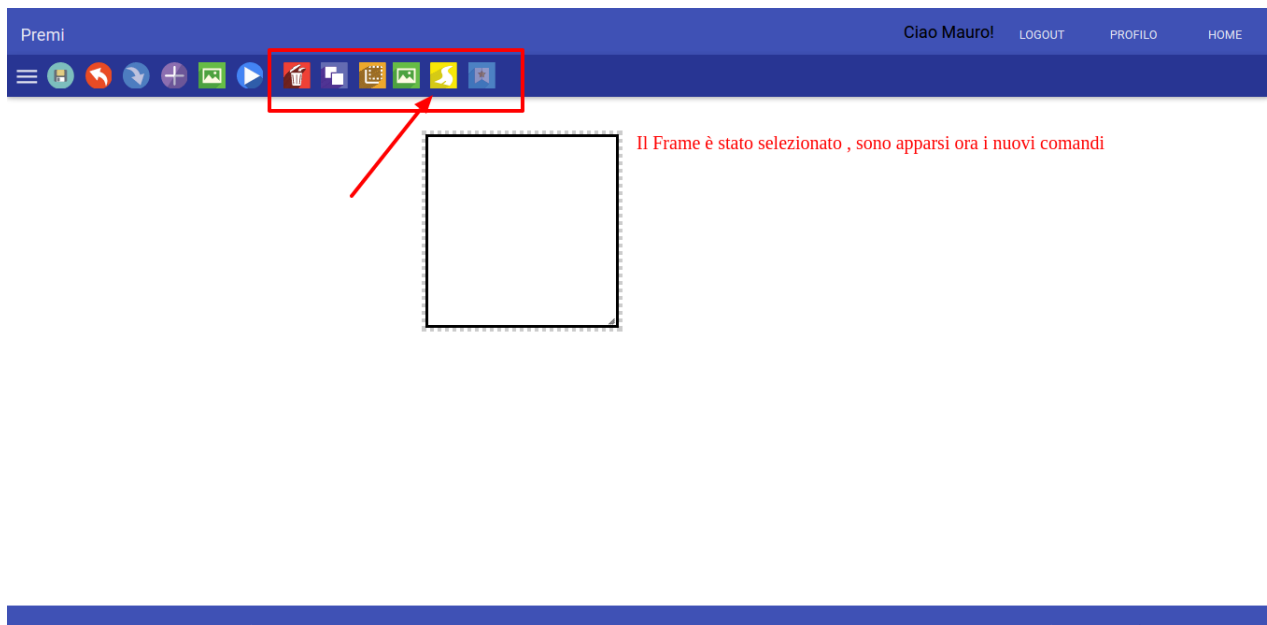 Premi
Ciao Mauro! LOGOUT PROFILO HOME
Il Frame è stato selezionato , sono apparsi ora i nuovi comandi